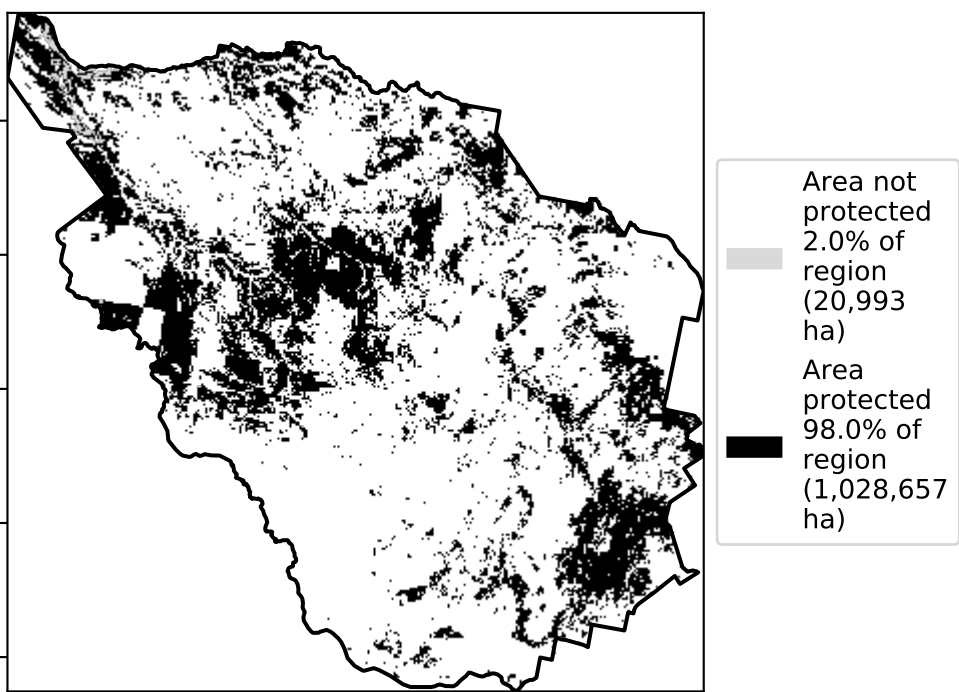 Area not
protected
2.0% of
region
(20,993
ha)
Area
protected
98.0% of
region
(1,028,657
ha)